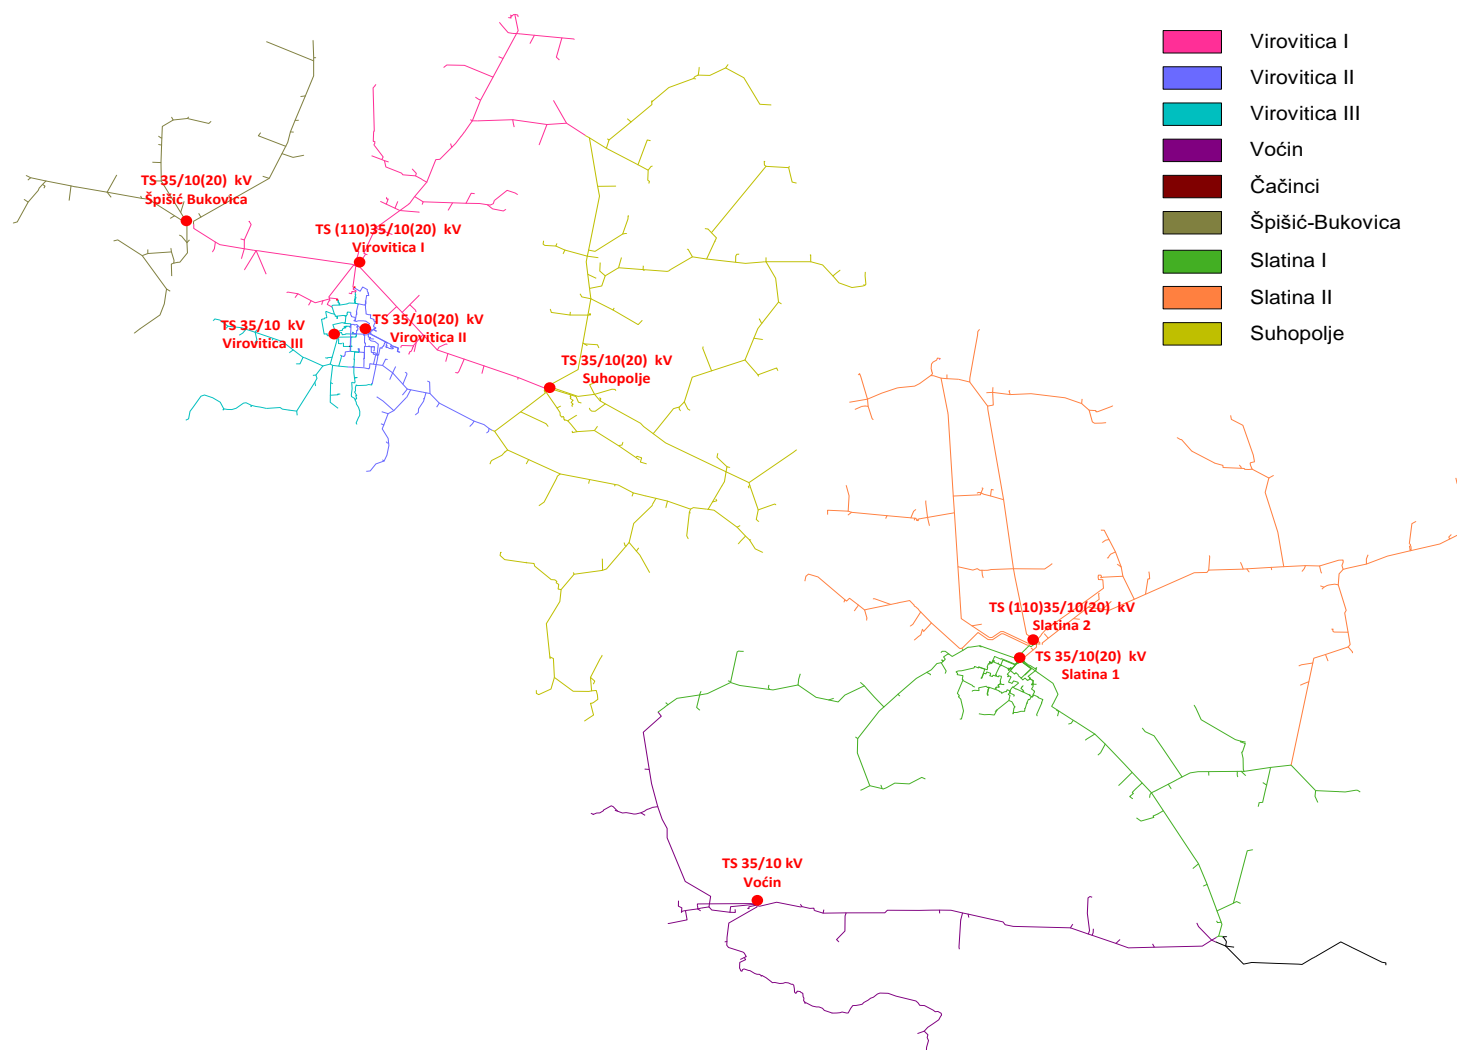 Virovitica I
Virovitica II
Virovitica III
Voćin
Čačinci
Špišić-Bukovica
Slatina I
Slatina II
Suhopolje
TS 35/10(20) kV
Špišić Bukovica
TS (110)35/10(20) kV
Virovitica I
TS 35/10 kV
Virovitica III
TS 35/10(20) kV
Virovitica II
TS 35/10(20) kV
Suhopolje
TS (110)35/10(20) kV
Slatina 2
TS 35/10(20) kV
Slatina 1
TS 35/10 kV
Voćin